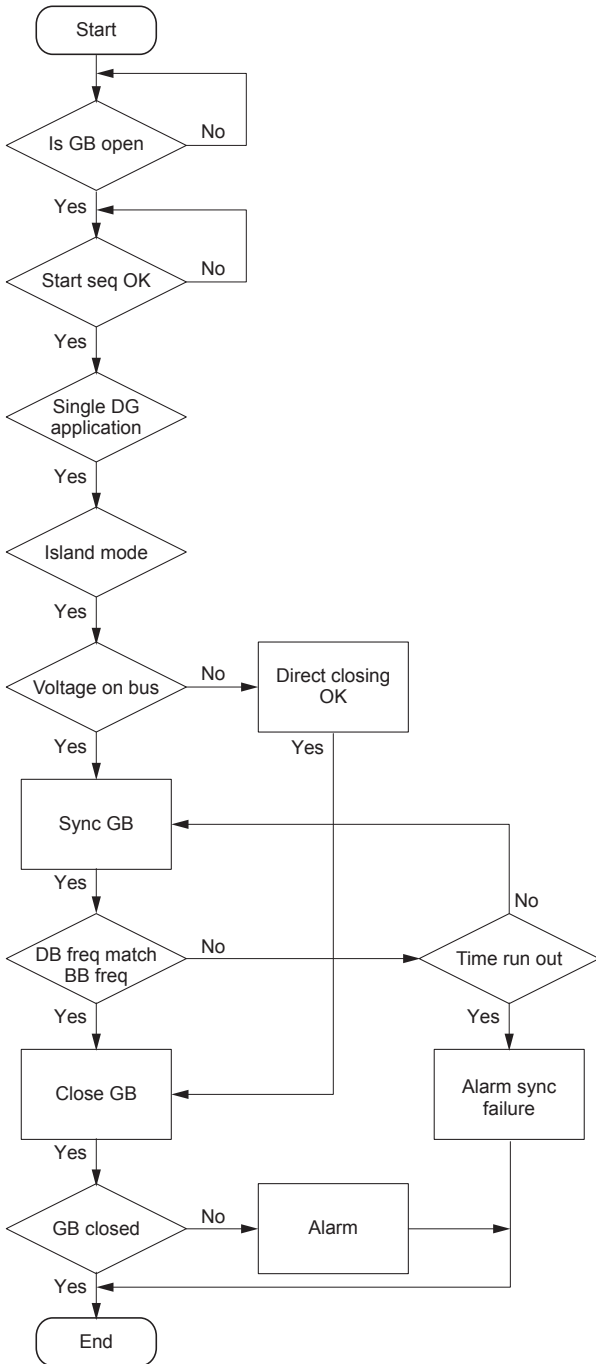 Start
Is GB open
No
Yes
Start seq OK
No
Yes
Single DG
application
Yes
Island mode
Yes
Voltage on bus
No
Direct closing
OK
Yes
Yes
Sync GB
Yes
No
DB freq match
BB freq
No
Time run out
Yes
Yes
Close GB
Alarm sync
failure
Yes
GB closed
No
Alarm
Yes
End